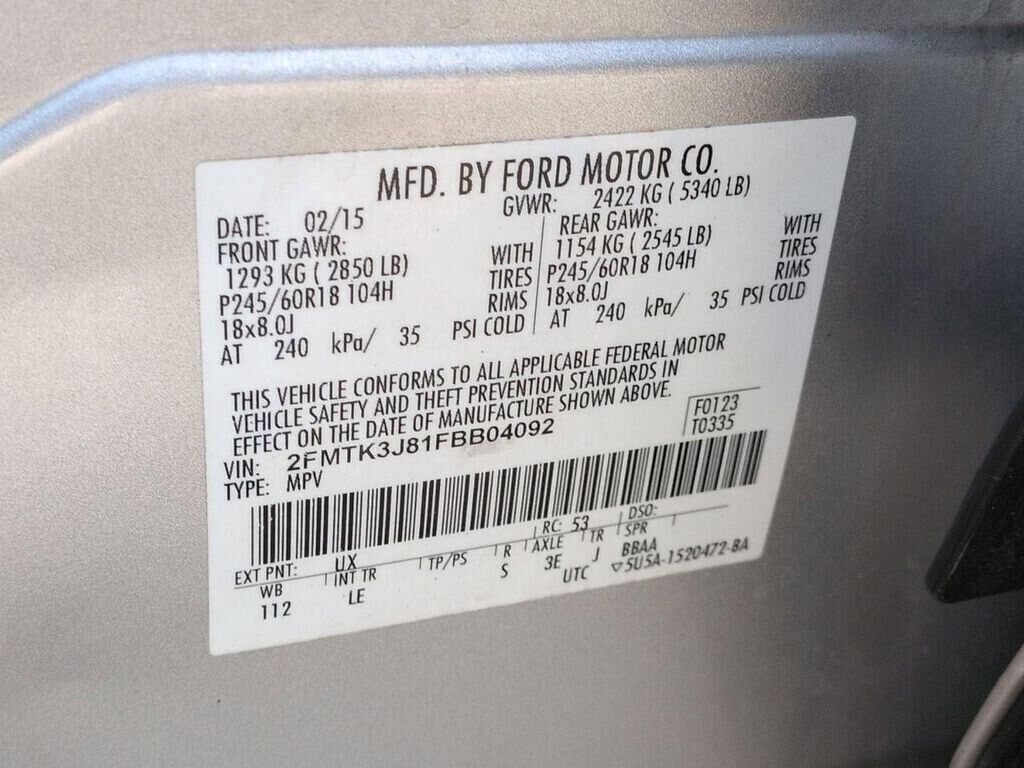 MFD. BY FORD MOTOR CO.
DATE: 02/15 GVWR: 2422 KG ( 5340 LB)
FRONT GAWR: REAR GAWR:
1293 KG ( 2850 LB) WITH 1154 KG ( 2545 LB) WITH
P245/60R18 104H TIRES P245/60R18 104H TIRES
18x8.0J RIMS 18x8.0J RIMS
AT 240 kPa/ 35 PSI COLD AT 240 kPa/ 35 PSI COLD
THIS VEHICLE CONFORMS TO ALL APPLICABLE FEDERAL MOTOR
VEHICLE SAFETY AND THEFT PREVENTION STANDARDS IN
EFFECT ON THE DATE OF MANUFACTURE SHOWN ABOVE.
F0123
T0335
VIN: 2FMTK3J81FBB04092
TYPE: MPV
EXT PNT: UX RC: 53 DSO:
WB INT TR TP/PS R AXLE TR SPR
112 LE S 3E J BBAA
UTC ▽5U5A-1520472-BA